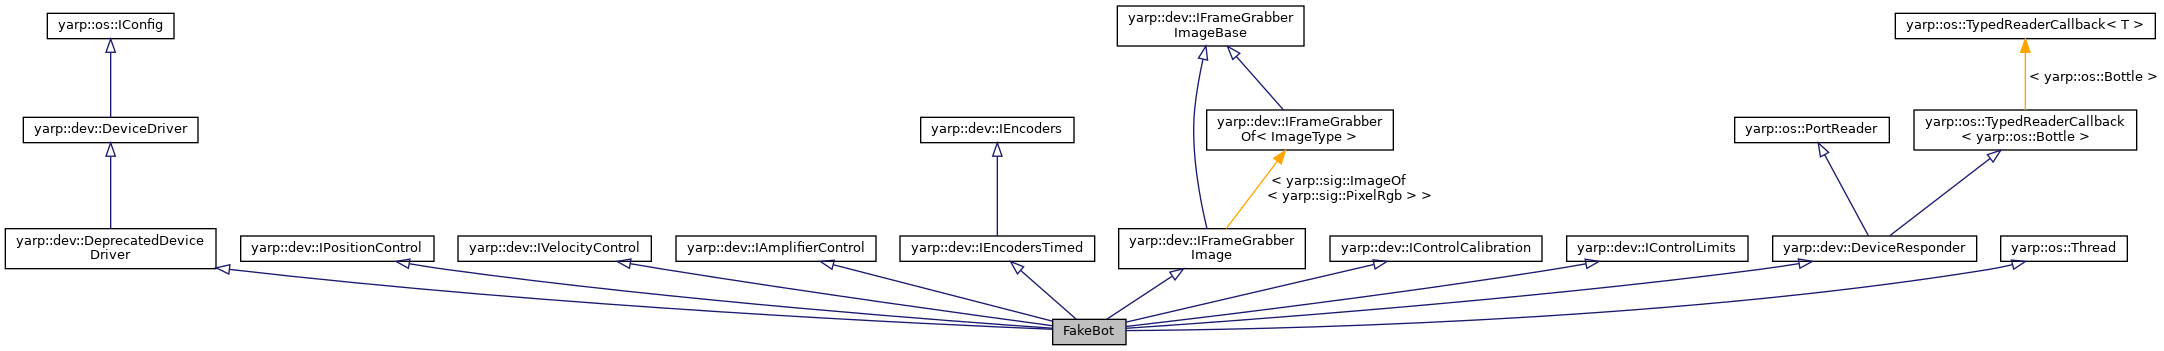 yarp::os::IConfig
yarp::dev::IFrameGrabber
ImageBase
yarp::os::TypedReaderCallback< T >
< yarp::os::Bottle >
yarp::dev::DeviceDriver
yarp::dev::IEncoders
yarp::dev::IFrameGrabber
Of< ImageType >
yarp::os::PortReader
yarp::os::TypedReaderCallback
< yarp::os::Bottle >
< yarp::sig::ImageOf
< yarp::sig::PixelRgb > >
yarp::dev::DeprecatedDevice
Driver
yarp::dev::IPositionControl
yarp::dev::IVelocityControl
yarp::dev::IAmplifierControl
yarp::dev::IEncodersTimed
yarp::dev::IFrameGrabber
Image
yarp::dev::IControlCalibration
yarp::dev::IControlLimits
yarp::dev::DeviceResponder
yarp::os::Thread
FakeBot